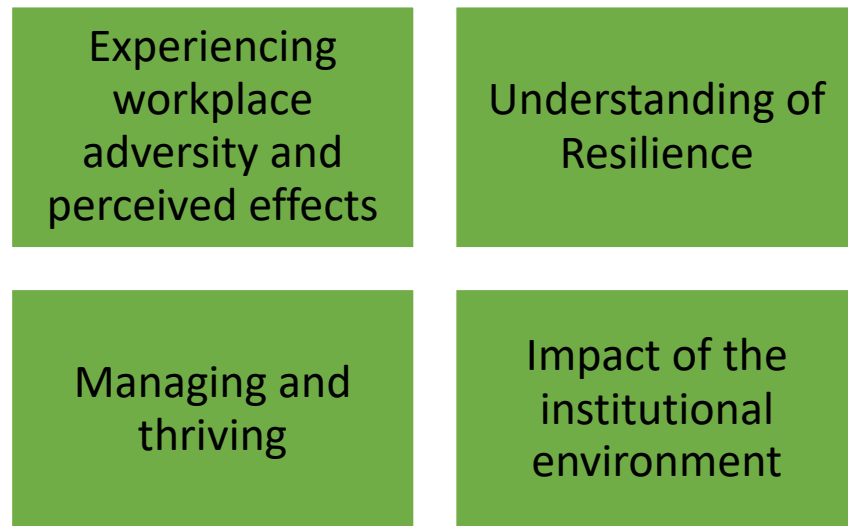 Experiencing
workplace
adversity and
perceived effects
Understanding of
Resilience
Managing and
thriving
Impact of the
institutional
environment